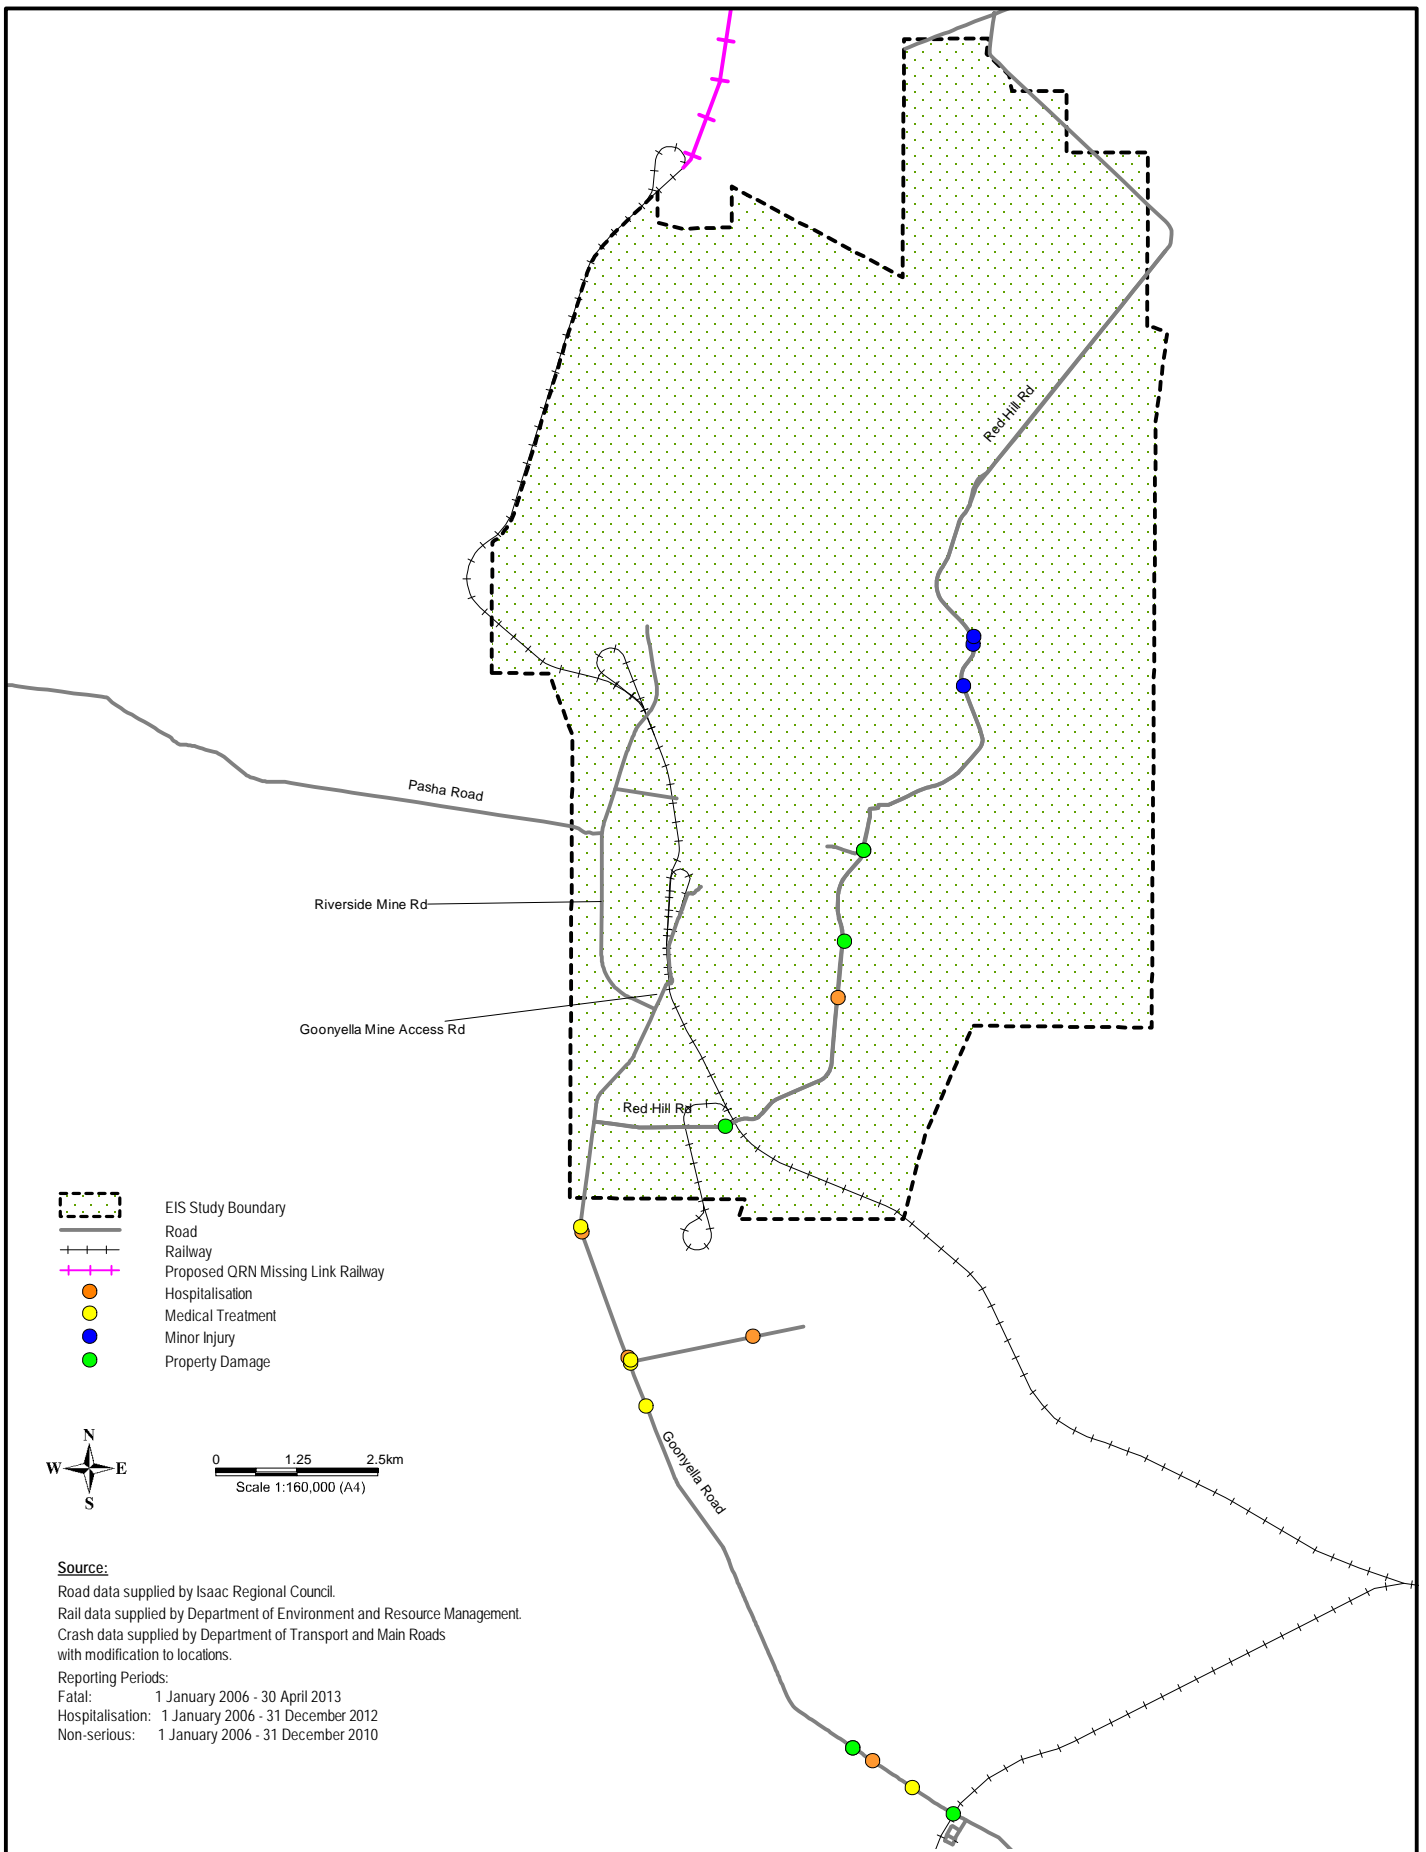 Red Hill Rd
Pasha Road
Riverside Mine Rd
Goonyella Mine Access Rd
Red Hill Rd
EIS Study Boundary
Road
Railway
Proposed QRN Missing Link Railway
Hospitalisation
Medical Treatment
Minor Injury
Property Damage
Goonyella Road
N
W E
S
0 1.25 2.5km
Scale 1:160,000 (A4)
Source:
Road data supplied by Isaac Regional Council.
Rail data supplied by Department of Environment and Resource Management.
Crash data supplied by Department of Transport and Main Roads
with modification to locations.
Reporting Periods:
Fatal: 1 January 2006 - 30 April 2013
Hospitalisation: 1 January 2006 - 31 December 2012
Non-serious: 1 January 2006 - 31 December 2010